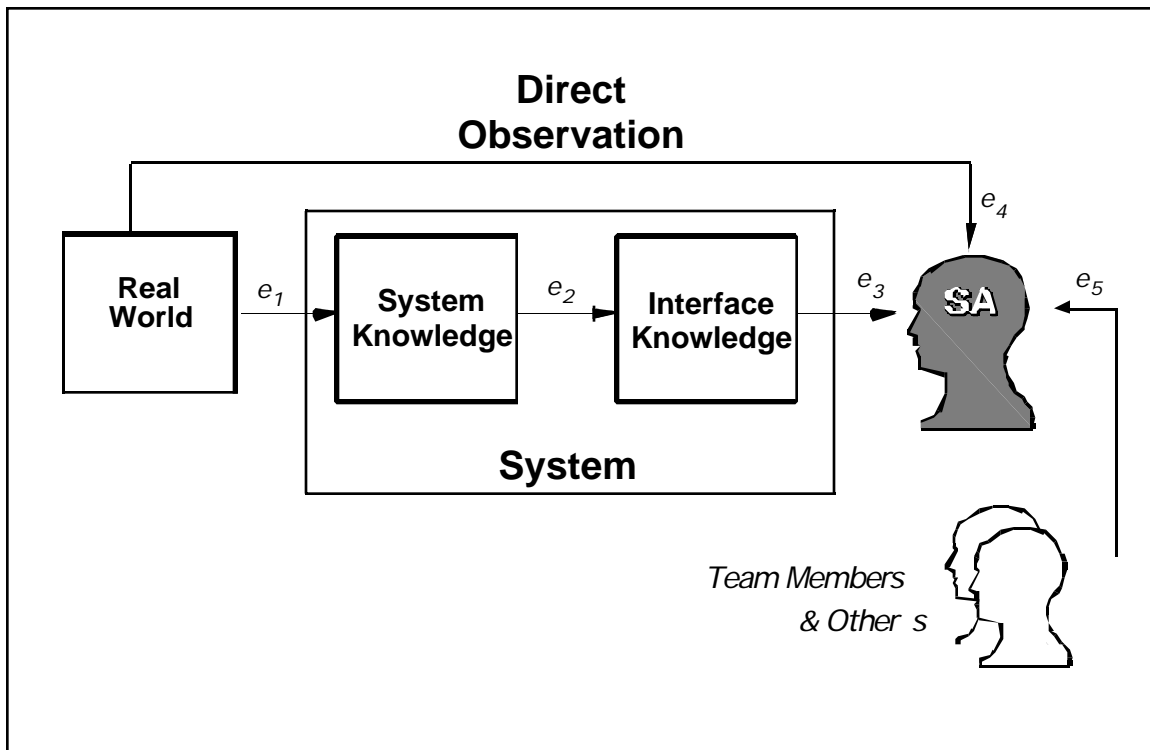 Direct
Observation
e4
Real
World
e1
System
Knowledge
e2
Interface
Knowledge
e3
SA
e5
System
Team Members
& Other s